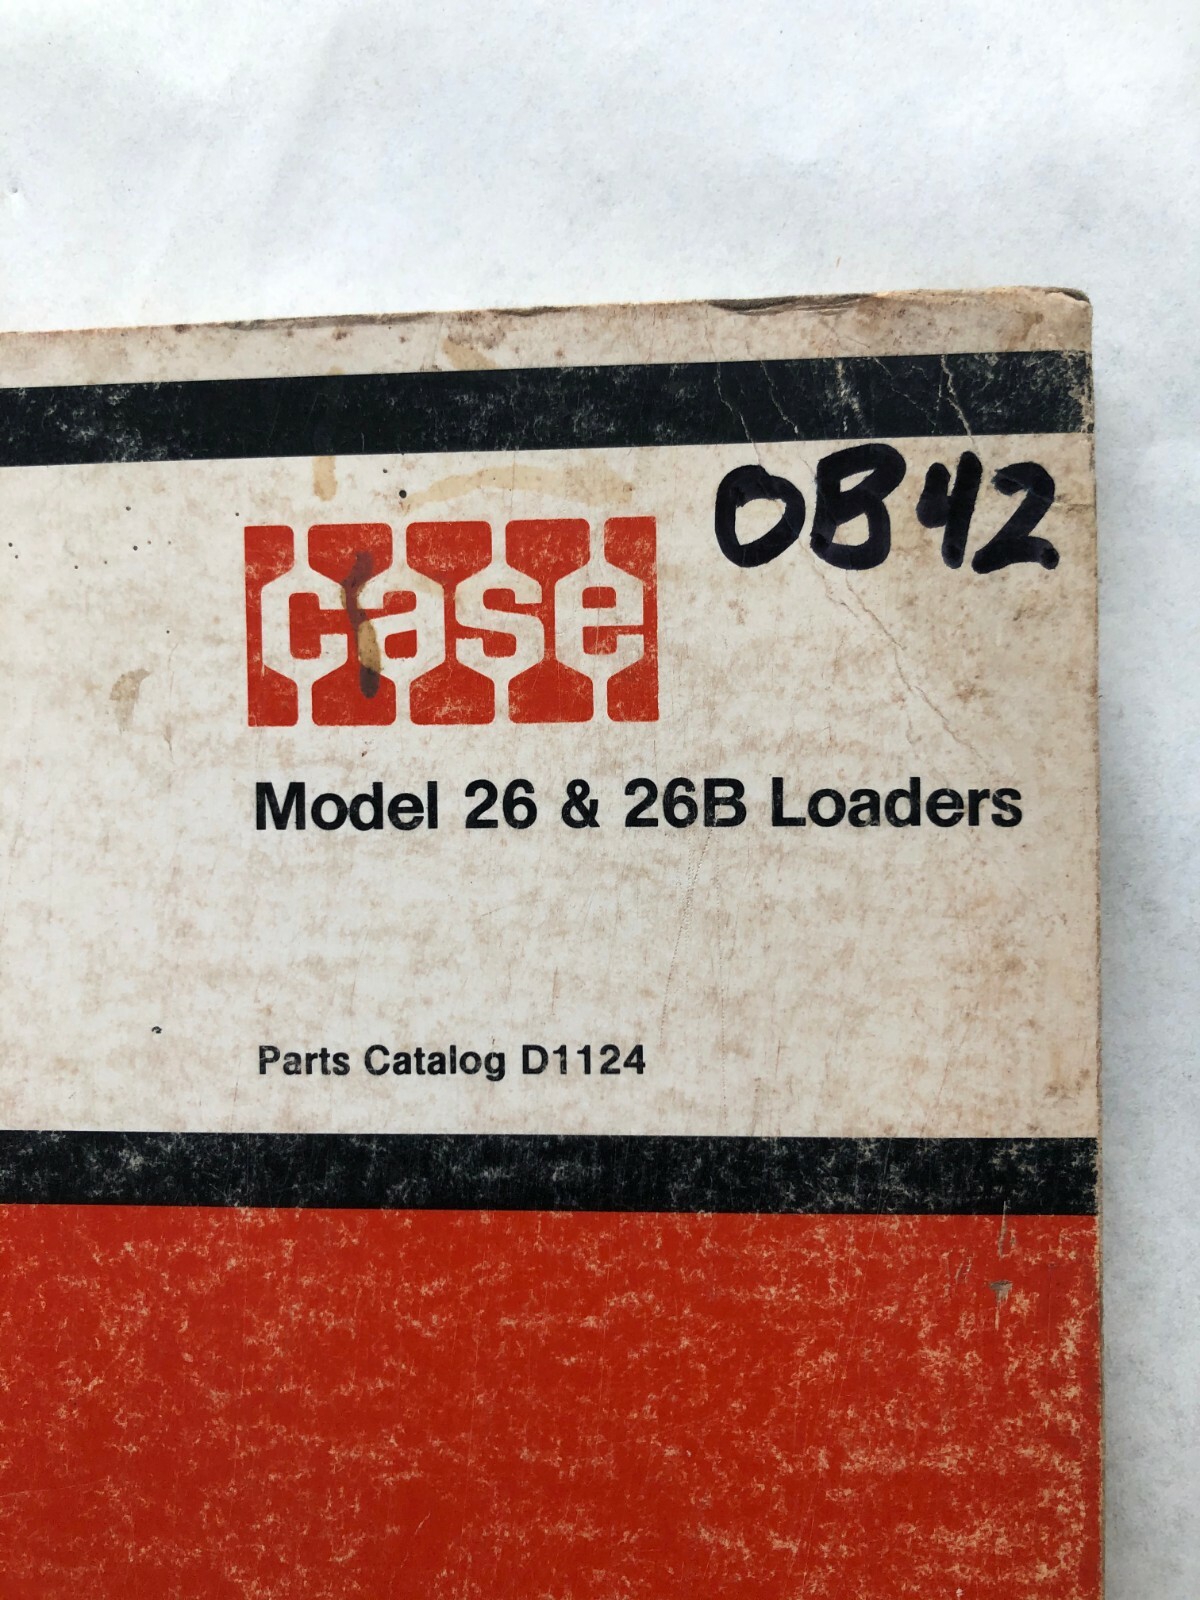 OB42
case
Model 26 & 26B Loaders
Parts Catalog D1124